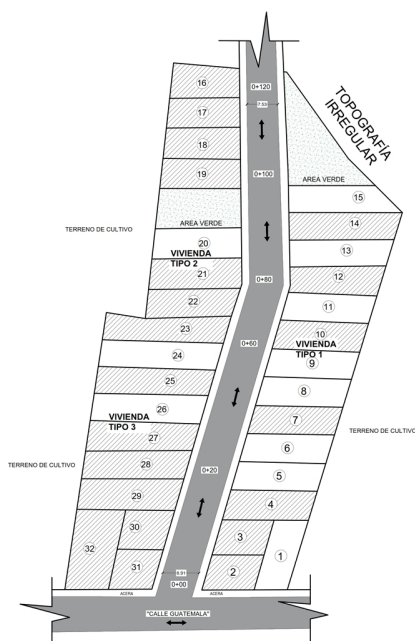 0+120
7.53
16
17
18
19
TOPOGRAFÍA
IRREGULAR
0+100
AREA VERDE
15
14
AREA VERDE
TERRENO DE CULTIVO
20
VIVIENDA
TIPO 2
21
13
12
0+80
22
11
23
10
0+60
VIVIENDA
TIPO 1
24
9
25
8
26
VIVIENDA
TIPO 3
7
27
TERRENO DE CULTIVO
6
TERRENO DE CULTIVO
28
0+20
5
29
4
30
3
32
31
2
1
0+00
ACERA
ACERA
"CALLE GUATEMALA"